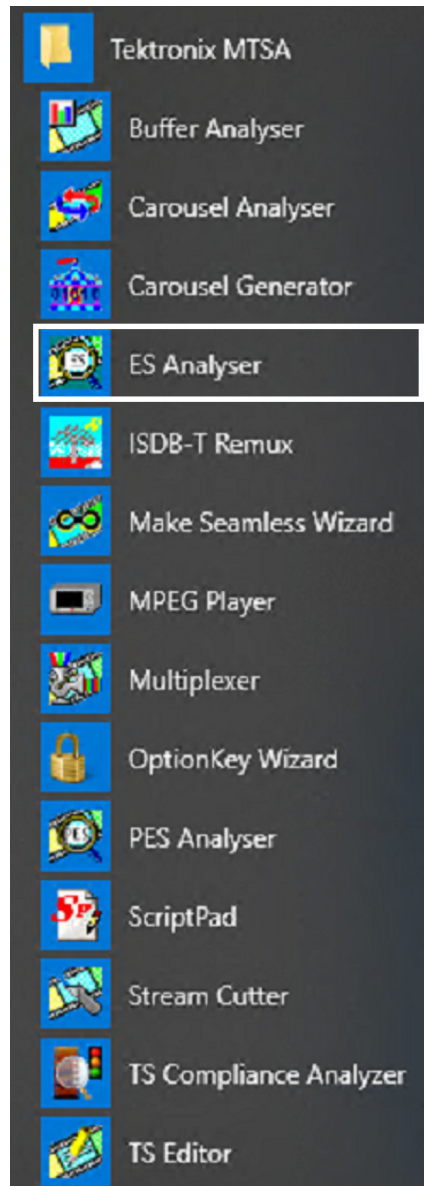 Tektronix MTSA
Buffer Analyser
Carousel Analyser
Carousel Generator
ES Analyser
ISDB-T Remux
Make Seamless Wizard
MPEG Player
Multiplexer
OptionKey Wizard
PES Analyser
ScriptPad
Stream Cutter
TS Compliance Analyzer
TS Editor